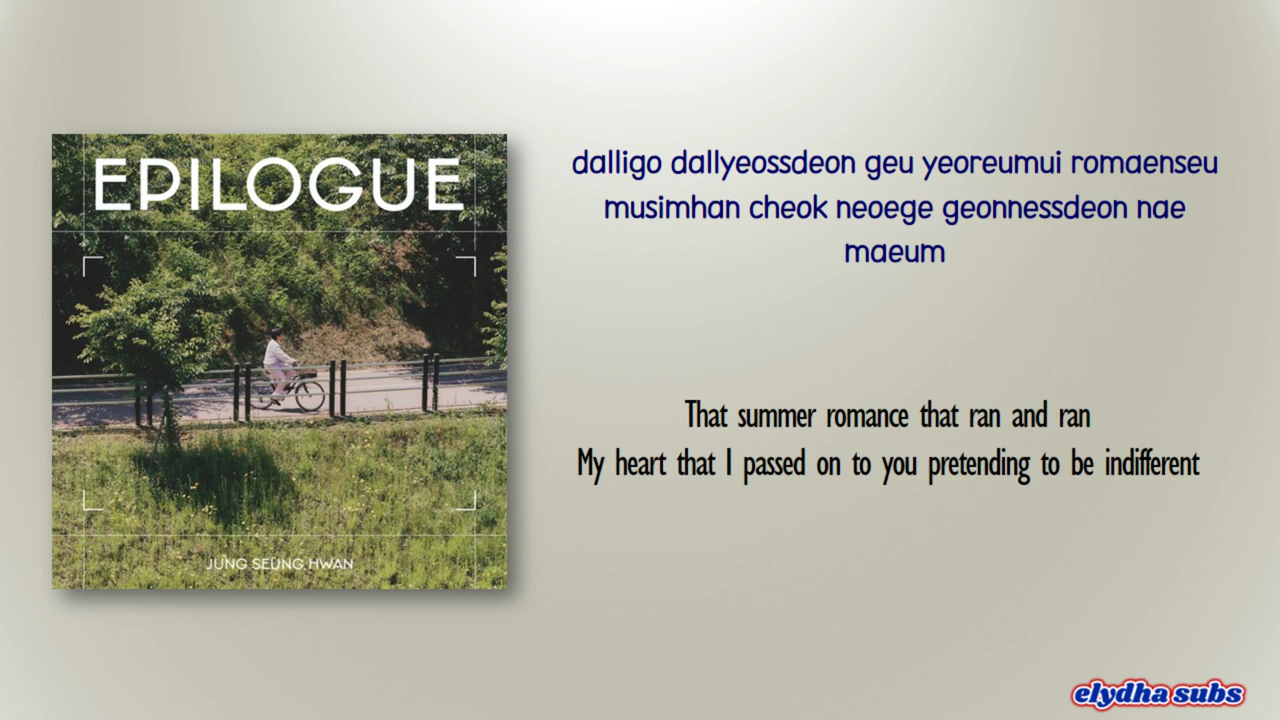 EPILOGUE
JUNG SEUNG HWAN
dalligo dallyeossdeon geu yeoreumui romaenseu
musimhan cheok neoege geonnessdeon nae
maeum
That summer romance that ran and ran
My heart that I passed on to you pretending to be indifferent
elydha subs